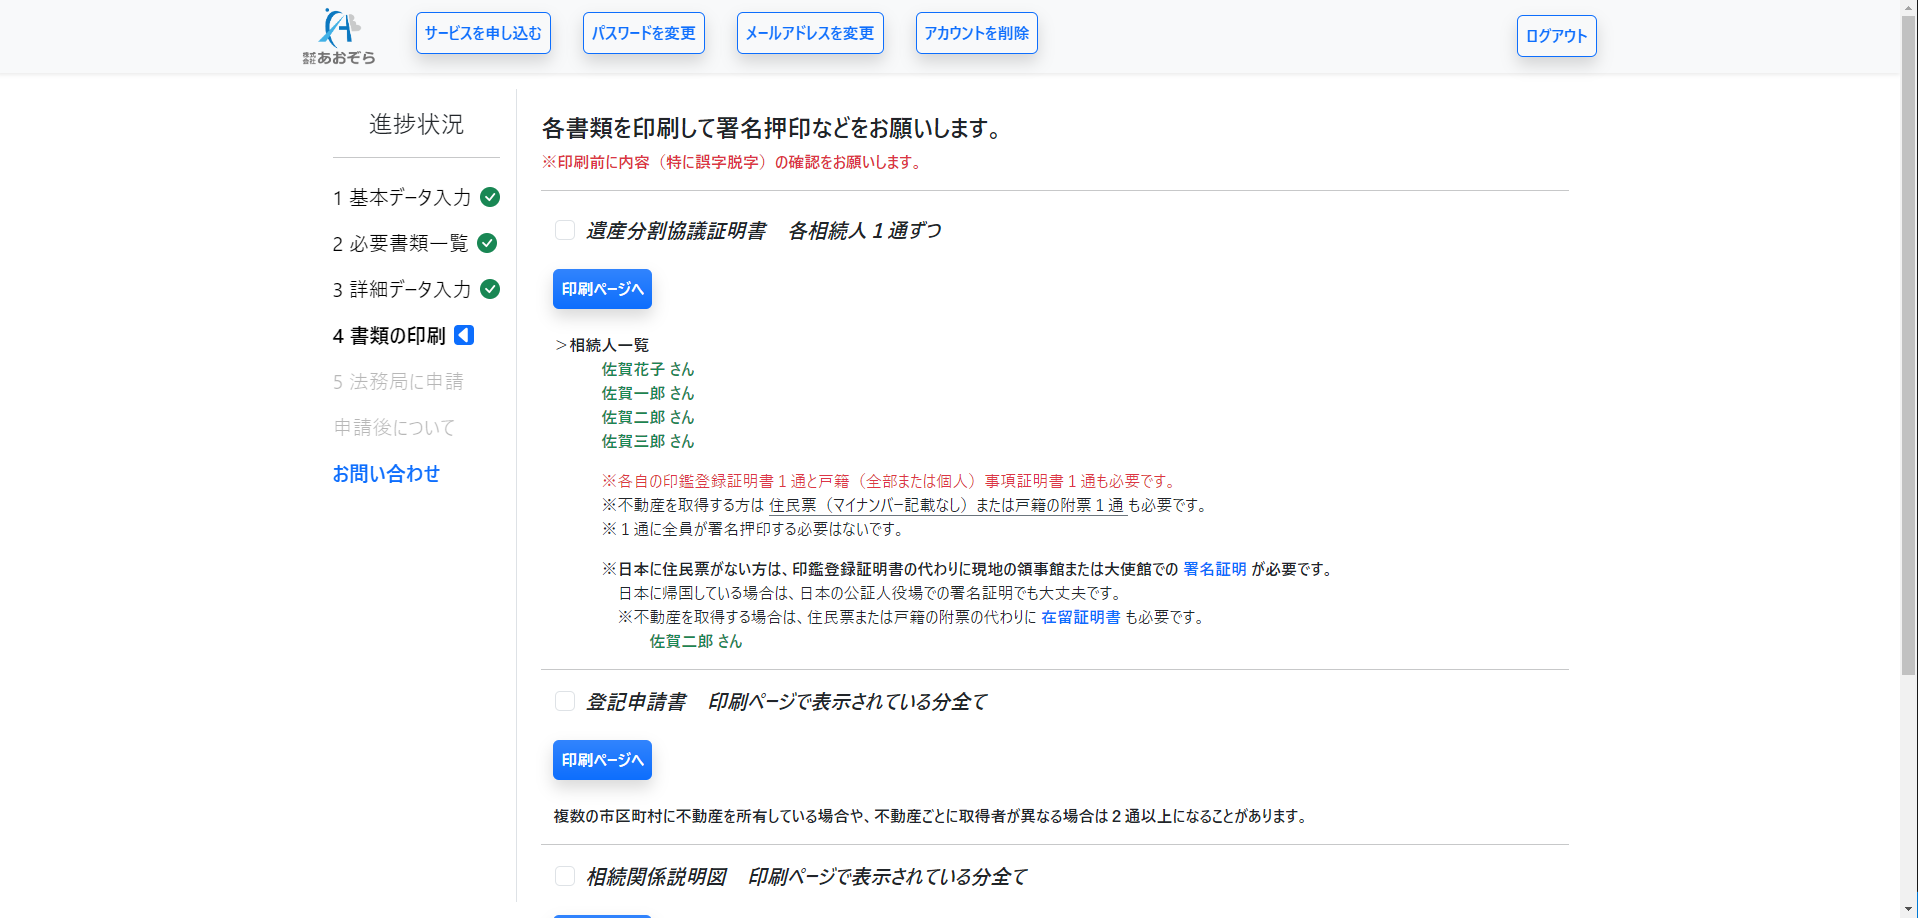 株式会社あおぞら
サービスを申し込む
パスワードを変更
メールアドレスを変更
アカウントを削除
ログアウト
進捗状況
1 基本データ入力
2 必要書類一覧
3 詳細データ入力
4 書類の印刷
5 法務局に申請
申請後について
お問い合わせ
各書類を印刷して署名押印などをお願いします。
※印刷前に内容（特に誤字脱字）の確認をお願いします。
遺産分割協議証明書　各相続人１通ずつ
印刷ページへ
＞相続人一覧
佐賀花子 さん
佐賀一郎 さん
佐賀二郎 さん
佐賀三郎 さん
※各自の印鑑登録証明書１通と戸籍（全部または個人）事項証明書１通も必要です。
※不動産を取得する方は 住民票（マイナンバー記載なし）または戸籍の附票１通 も必要です。
※１通に全員が署名押印する必要はないです。
※日本に住民票がない方は、印鑑登録証明書の代わりに現地の領事館または大使館での 署名証明 が必要です。
日本に帰国している場合は、日本の公証人役場での署名証明でも大丈夫です。
※不動産を取得する場合は、住民票または戸籍の附票の代わりに 在留証明書 も必要です。
佐賀二郎 さん
登記申請書　印刷ページで表示されている分全て
印刷ページへ
複数の市区町村に不動産を所有している場合や、不動産ごとに取得者が異なる場合は２通以上になることがあります。
相続関係説明図　印刷ページで表示されている分全て